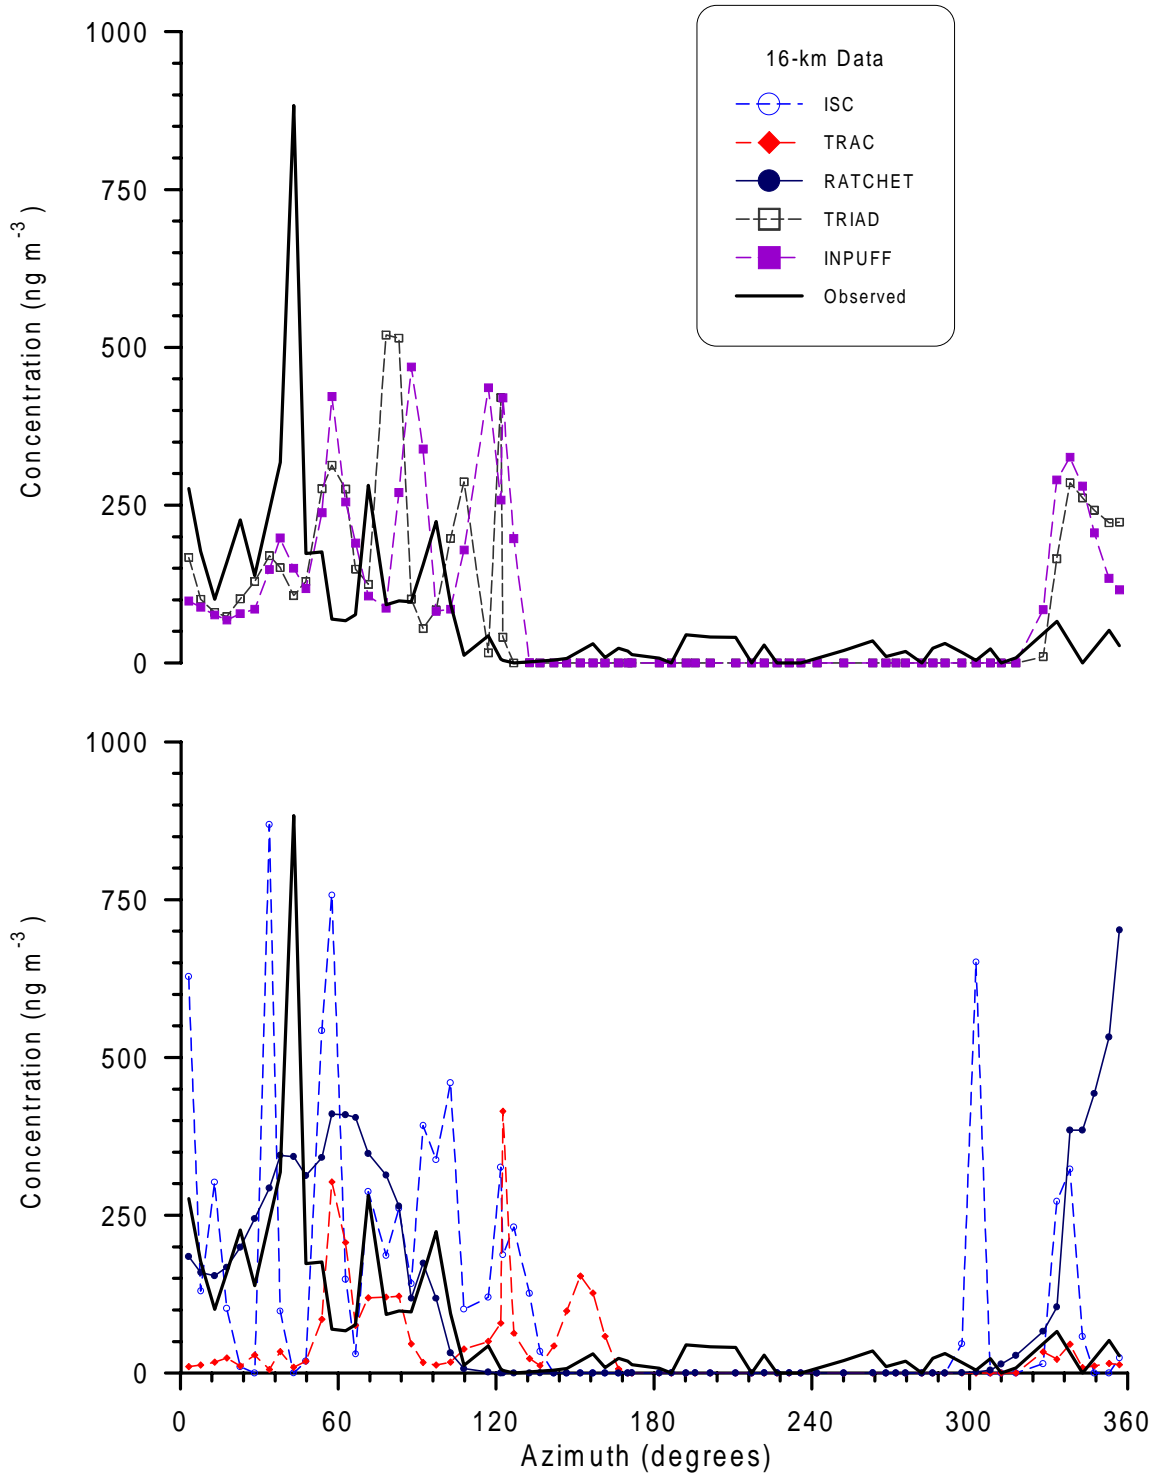 1000
750
500
250
0
Concentration (ng m-3)
16-km Data
ISC
TRAC
RATCHET
TRIAD
INPUFF
Observed
1000
750
500
250
0
Concentration (ng m-3)
0 60 120 180 240 300 360
Azimuth (degrees)